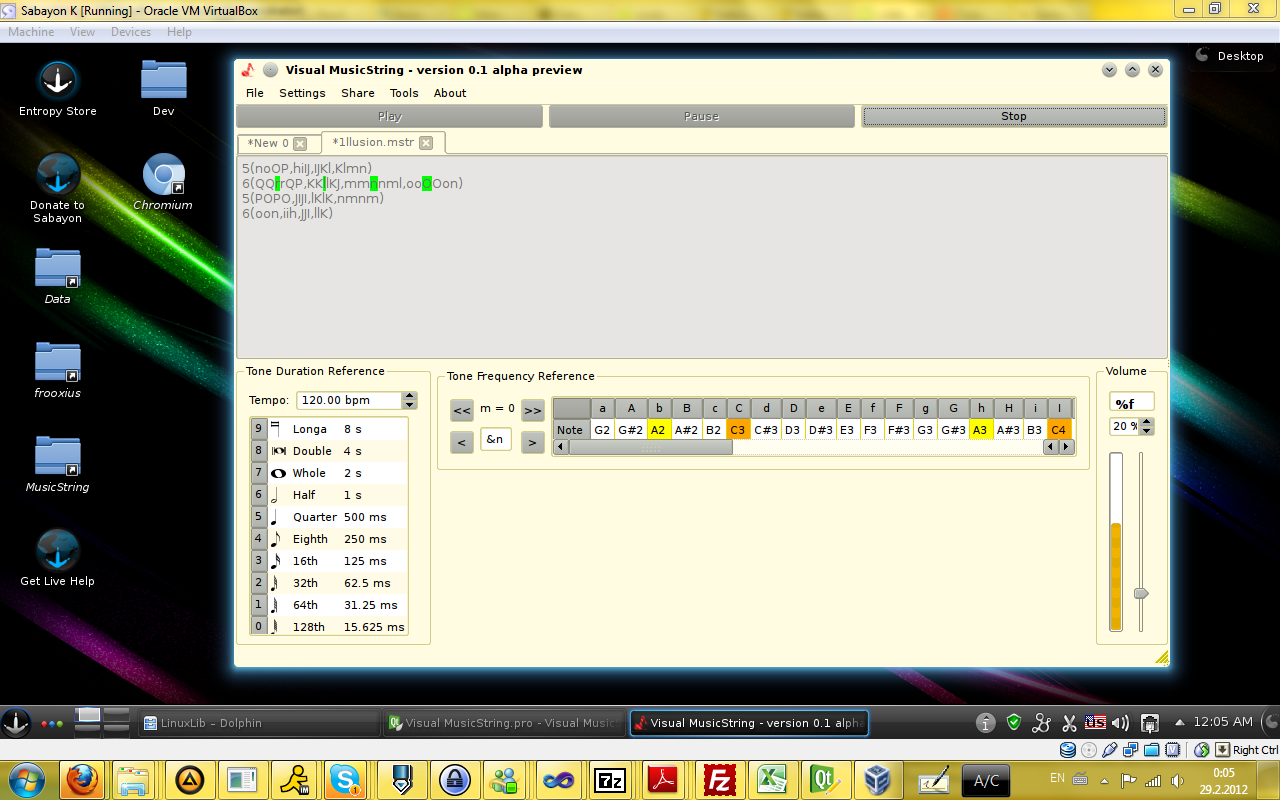 Sabayon K [Running] - Oracle VM VirtualBox
Machine View Devices Help
Desktop
Entropy Store
Dev
Donate to Sabayon
Chromium
Data
frooxius
MusicString
Get Live Help
Visual MusicString - version 0.1 alpha preview
File Settings Share Tools About
Play Pause Stop
*New 0 *1llusion.mstr
5(noOP,hiIJ,IJKl,Klmn)
5(POPO,JIJI,lKlK,nmnm)
6(oon,iih,JJI,llK)
Tone Duration Reference
Tempo: 120.00 bpm
9 Longa 8 s
8 Double 4 s
7 Whole 2 s
6 Half 1 s
5 Quarter 500 ms
4 Eighth 250 ms
3 16th 125 ms
2 32th 62.5 ms
1 64th 31.25 ms
0 128th 15.625 ms
Tone Frequency Reference
<< m = 0 >>
< &n >
a A b B c C d D e E f F g G h H i I
Note G2 G#2 A2 A#2 B2 C3 C#3 D3 D#3 E3 F3 F#3 G3 G#3 A3 A#3 B3 C4
Volume
%f
20 %
LinuxLib – Dolphin
Visual MusicString.pro - Visual Music
Visual MusicString - version 0.1 alpha
12:05 AM
Right Ctrl
7z
A/C
EN
0:05
29.2.2012